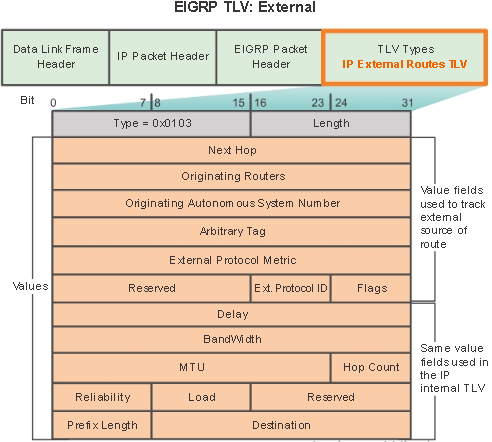 EIGRP TLV: External
Data Link Frame
Header
IP Packet Header
EIGRP Packet
Header
TLV Types
IP External Routes TLV
Bit 0 7 8 15 16 23 24 31
Type = 0x0103 Length
Next Hop
Originating Routers
Originating Autonomous System Number
Arbitrary Tag
External Protocol Metric
Reserved Ext. Protocol ID Flags
Delay
BandWidth
MTU Hop Count
Reliability Load Reserved
Prefix Length Destination
Values
Value fields
used to track
external
source of
route
Same value
fields used in
the IP
internal TLV